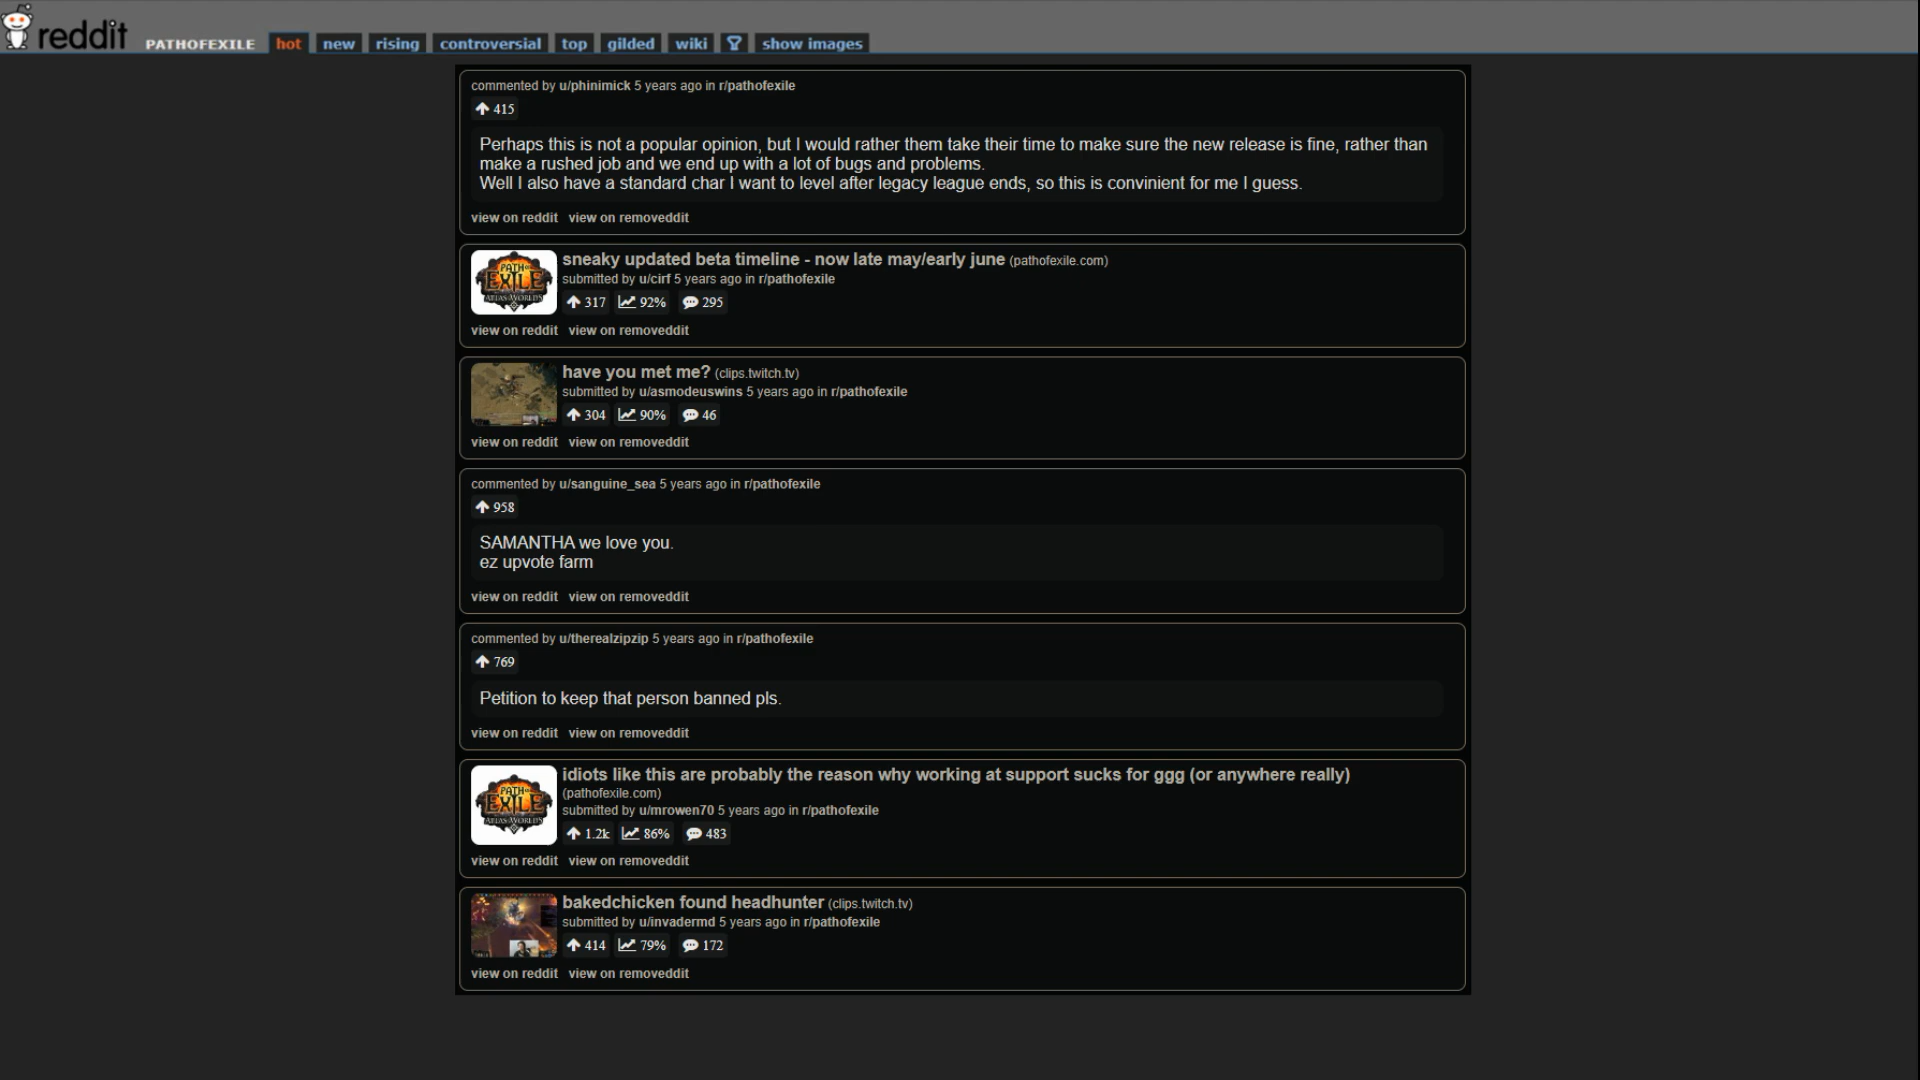 reddit PATHOFEXILE hot new rising controversial top gilded wiki show images
commented by u/phinimick 5 years ago in r/pathofexile
415
Perhaps this is not a popular opinion, but I would rather them take their time to make sure the new release is fine, rather than
make a rushed job and we end up with a lot of bugs and problems.
Well I also have a standard char I want to level after legacy league ends, so this is convinient for me I guess.
view on reddit view on removeddit
PATH OF
EXILE
ATLAS OF WORLDS
sneaky updated beta timeline - now late may/early june (pathofexile.com)
submitted by u/cirf 5 years ago in r/pathofexile
317 92% 295
view on reddit view on removeddit
have you met me? (clips.twitch.tv)
submitted by u/asmodeuswins 5 years ago in r/pathofexile
304 90% 46
view on reddit view on removeddit
commented by u/sanguine_sea 5 years ago in r/pathofexile
958
SAMANTHA we love you.
ez upvote farm
view on reddit view on removeddit
commented by u/therealzipzip 5 years ago in r/pathofexile
769
Petition to keep that person banned pls.
view on reddit view on removeddit
PATH OF
EXILE
ATLAS OF WORLDS
idiots like this are probably the reason why working at support sucks for ggg (or anywhere really)
(pathofexile.com)
submitted by u/mrowen70 5 years ago in r/pathofexile
1.2k 86% 483
view on reddit view on removeddit
bakedchicken found headhunter (clips.twitch.tv)
submitted by u/invadermd 5 years ago in r/pathofexile
414 79% 172
view on reddit view on removeddit